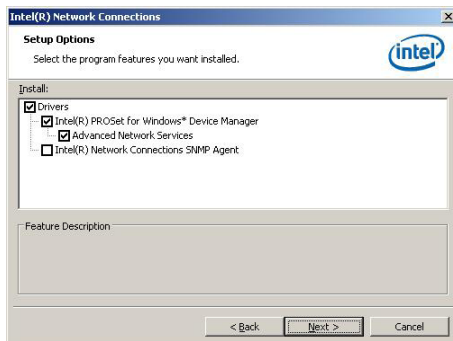 Intel(R) Network Connections
Setup Options
Select the program features you want installed.
intel
Install:
Drivers
Intel(R) PROSet for Windows* Device Manager
Advanced Network Services
Intel(R) Network Connections SNMP Agent
Feature Description
< Back
Next >
Cancel